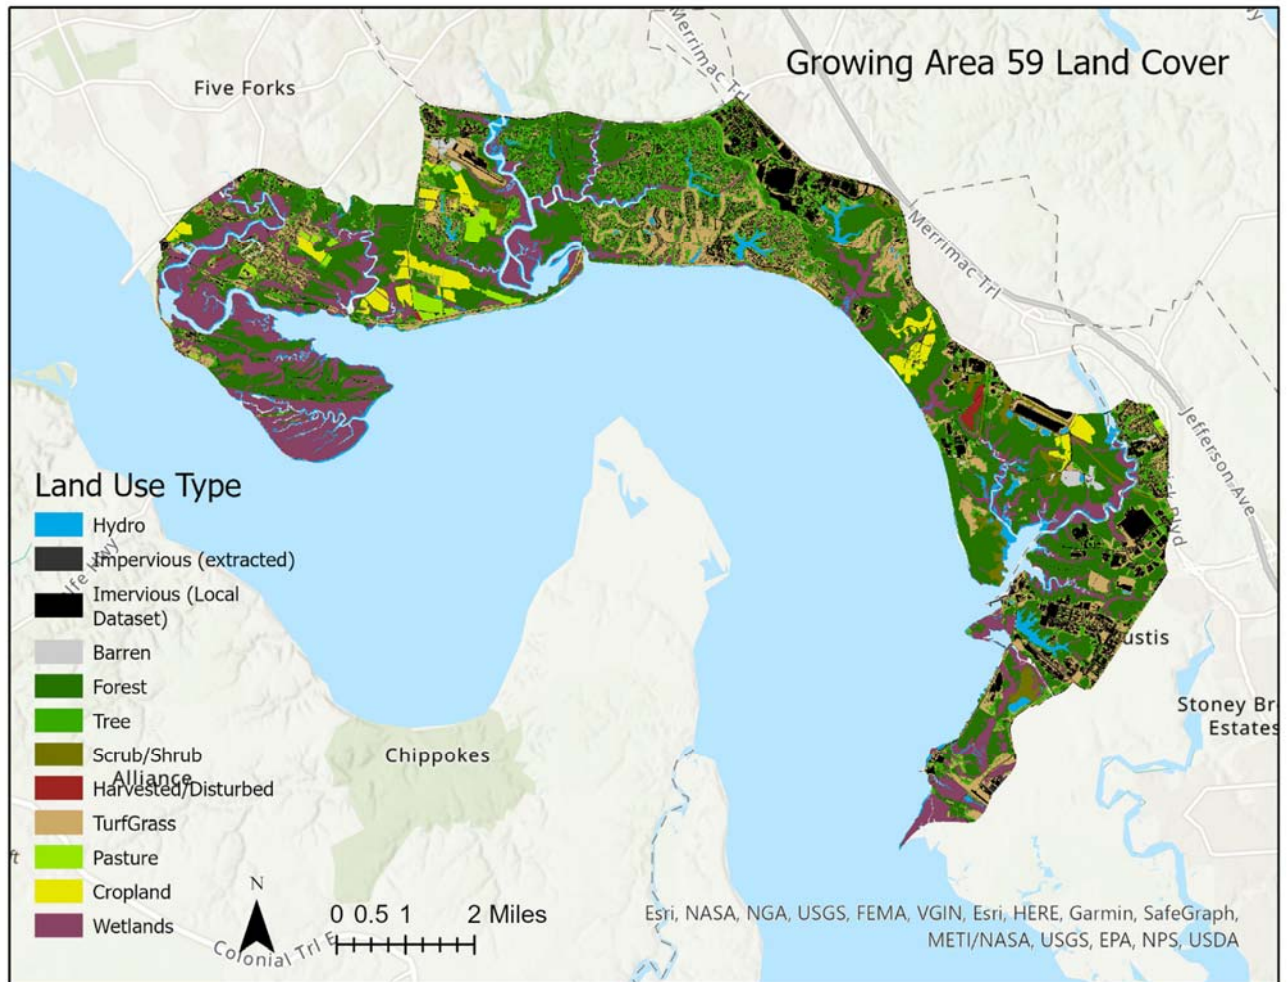 Merrimac Trl
Growing Area 59 Land Cover
Five Forks
Merrimac Trl
Jefferson Ave
Land Use Type
Hydro
Impervious (extracted)
Imervious (Local
Dataset)
Barren
Forest
Tree
Scrub/Shrub
Alliance
Harvested/Disturbed
TurfGrass
Pasture
Cropland
Wetlands
ustis
Stoney Br
Estates
Chippokes
ft
N
0 0.5 1 2 Miles
Colonial Trl E
Esri, NASA, NGA, USGS, FEMA, VGIN, Esri, HERE, Garmin, SafeGraph,
METI/NASA, USGS, EPA, NPS, USDA